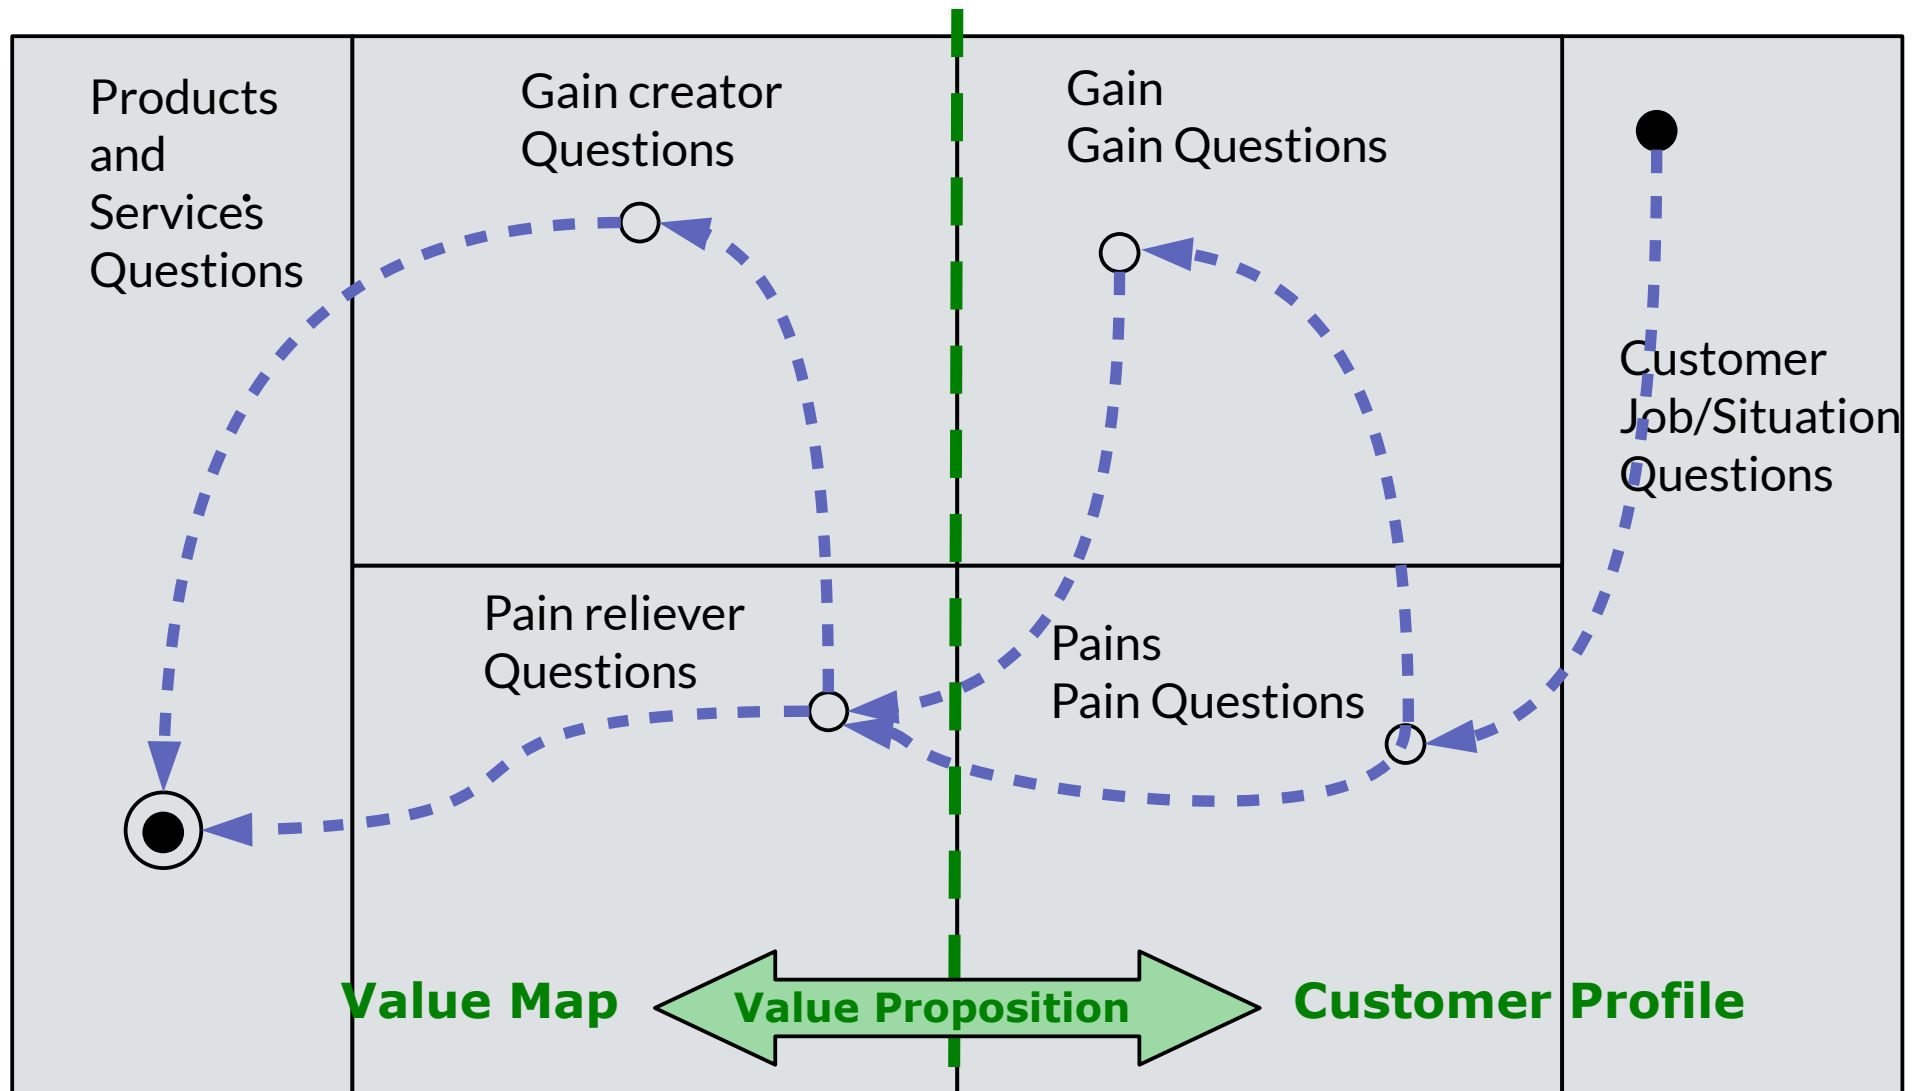 Products
and
Services
Questions
Gain creator
Questions
Gain
Gain Questions
Customer
Job/Situation
Questions
Pain reliever
Questions
Pains
Pain Questions
Value Map
Value Proposition
Customer Profile